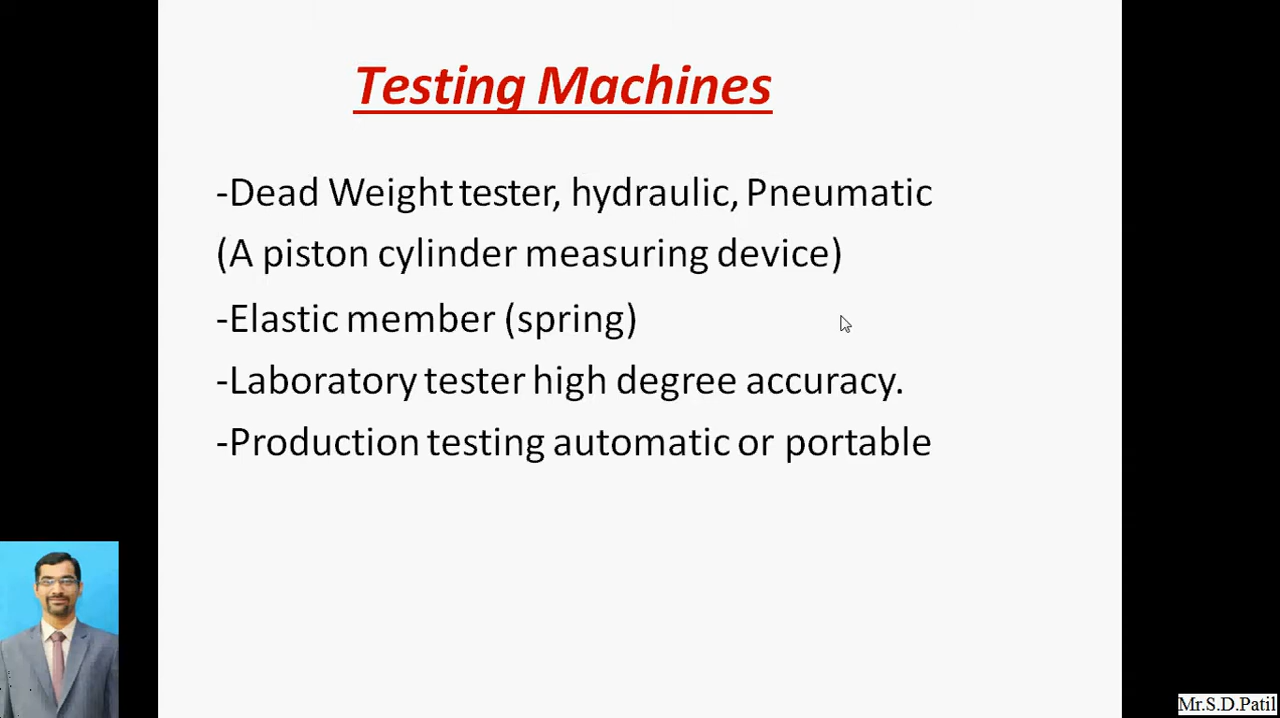 Testing Machines
-Dead Weight tester, hydraulic, Pneumatic
(A piston cylinder measuring device)
-Elastic member (spring)
-Laboratory tester high degree accuracy.
-Production testing automatic or portable
Mr.S.D.Patil